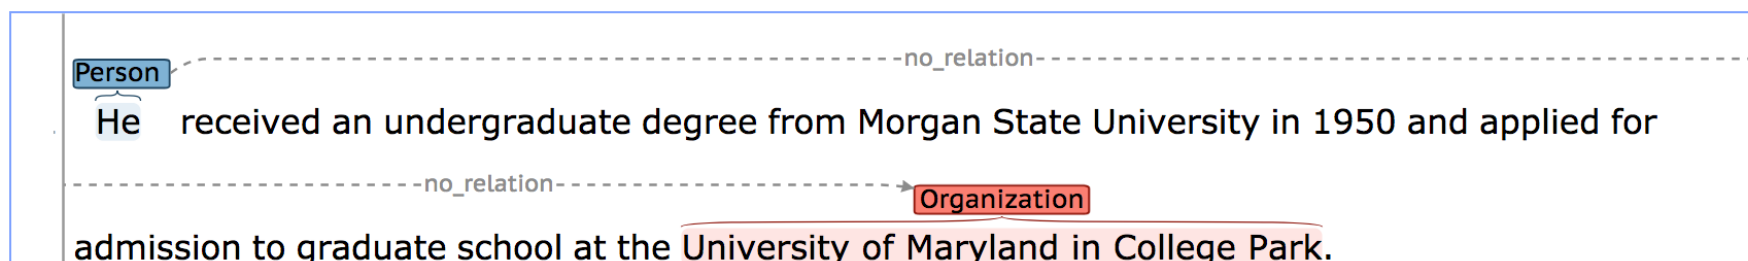 no_relation
Person
He received an undergraduate degree from Morgan State University in 1950 and applied for
no_relation
Organization
admission to graduate school at the University of Maryland in College Park.